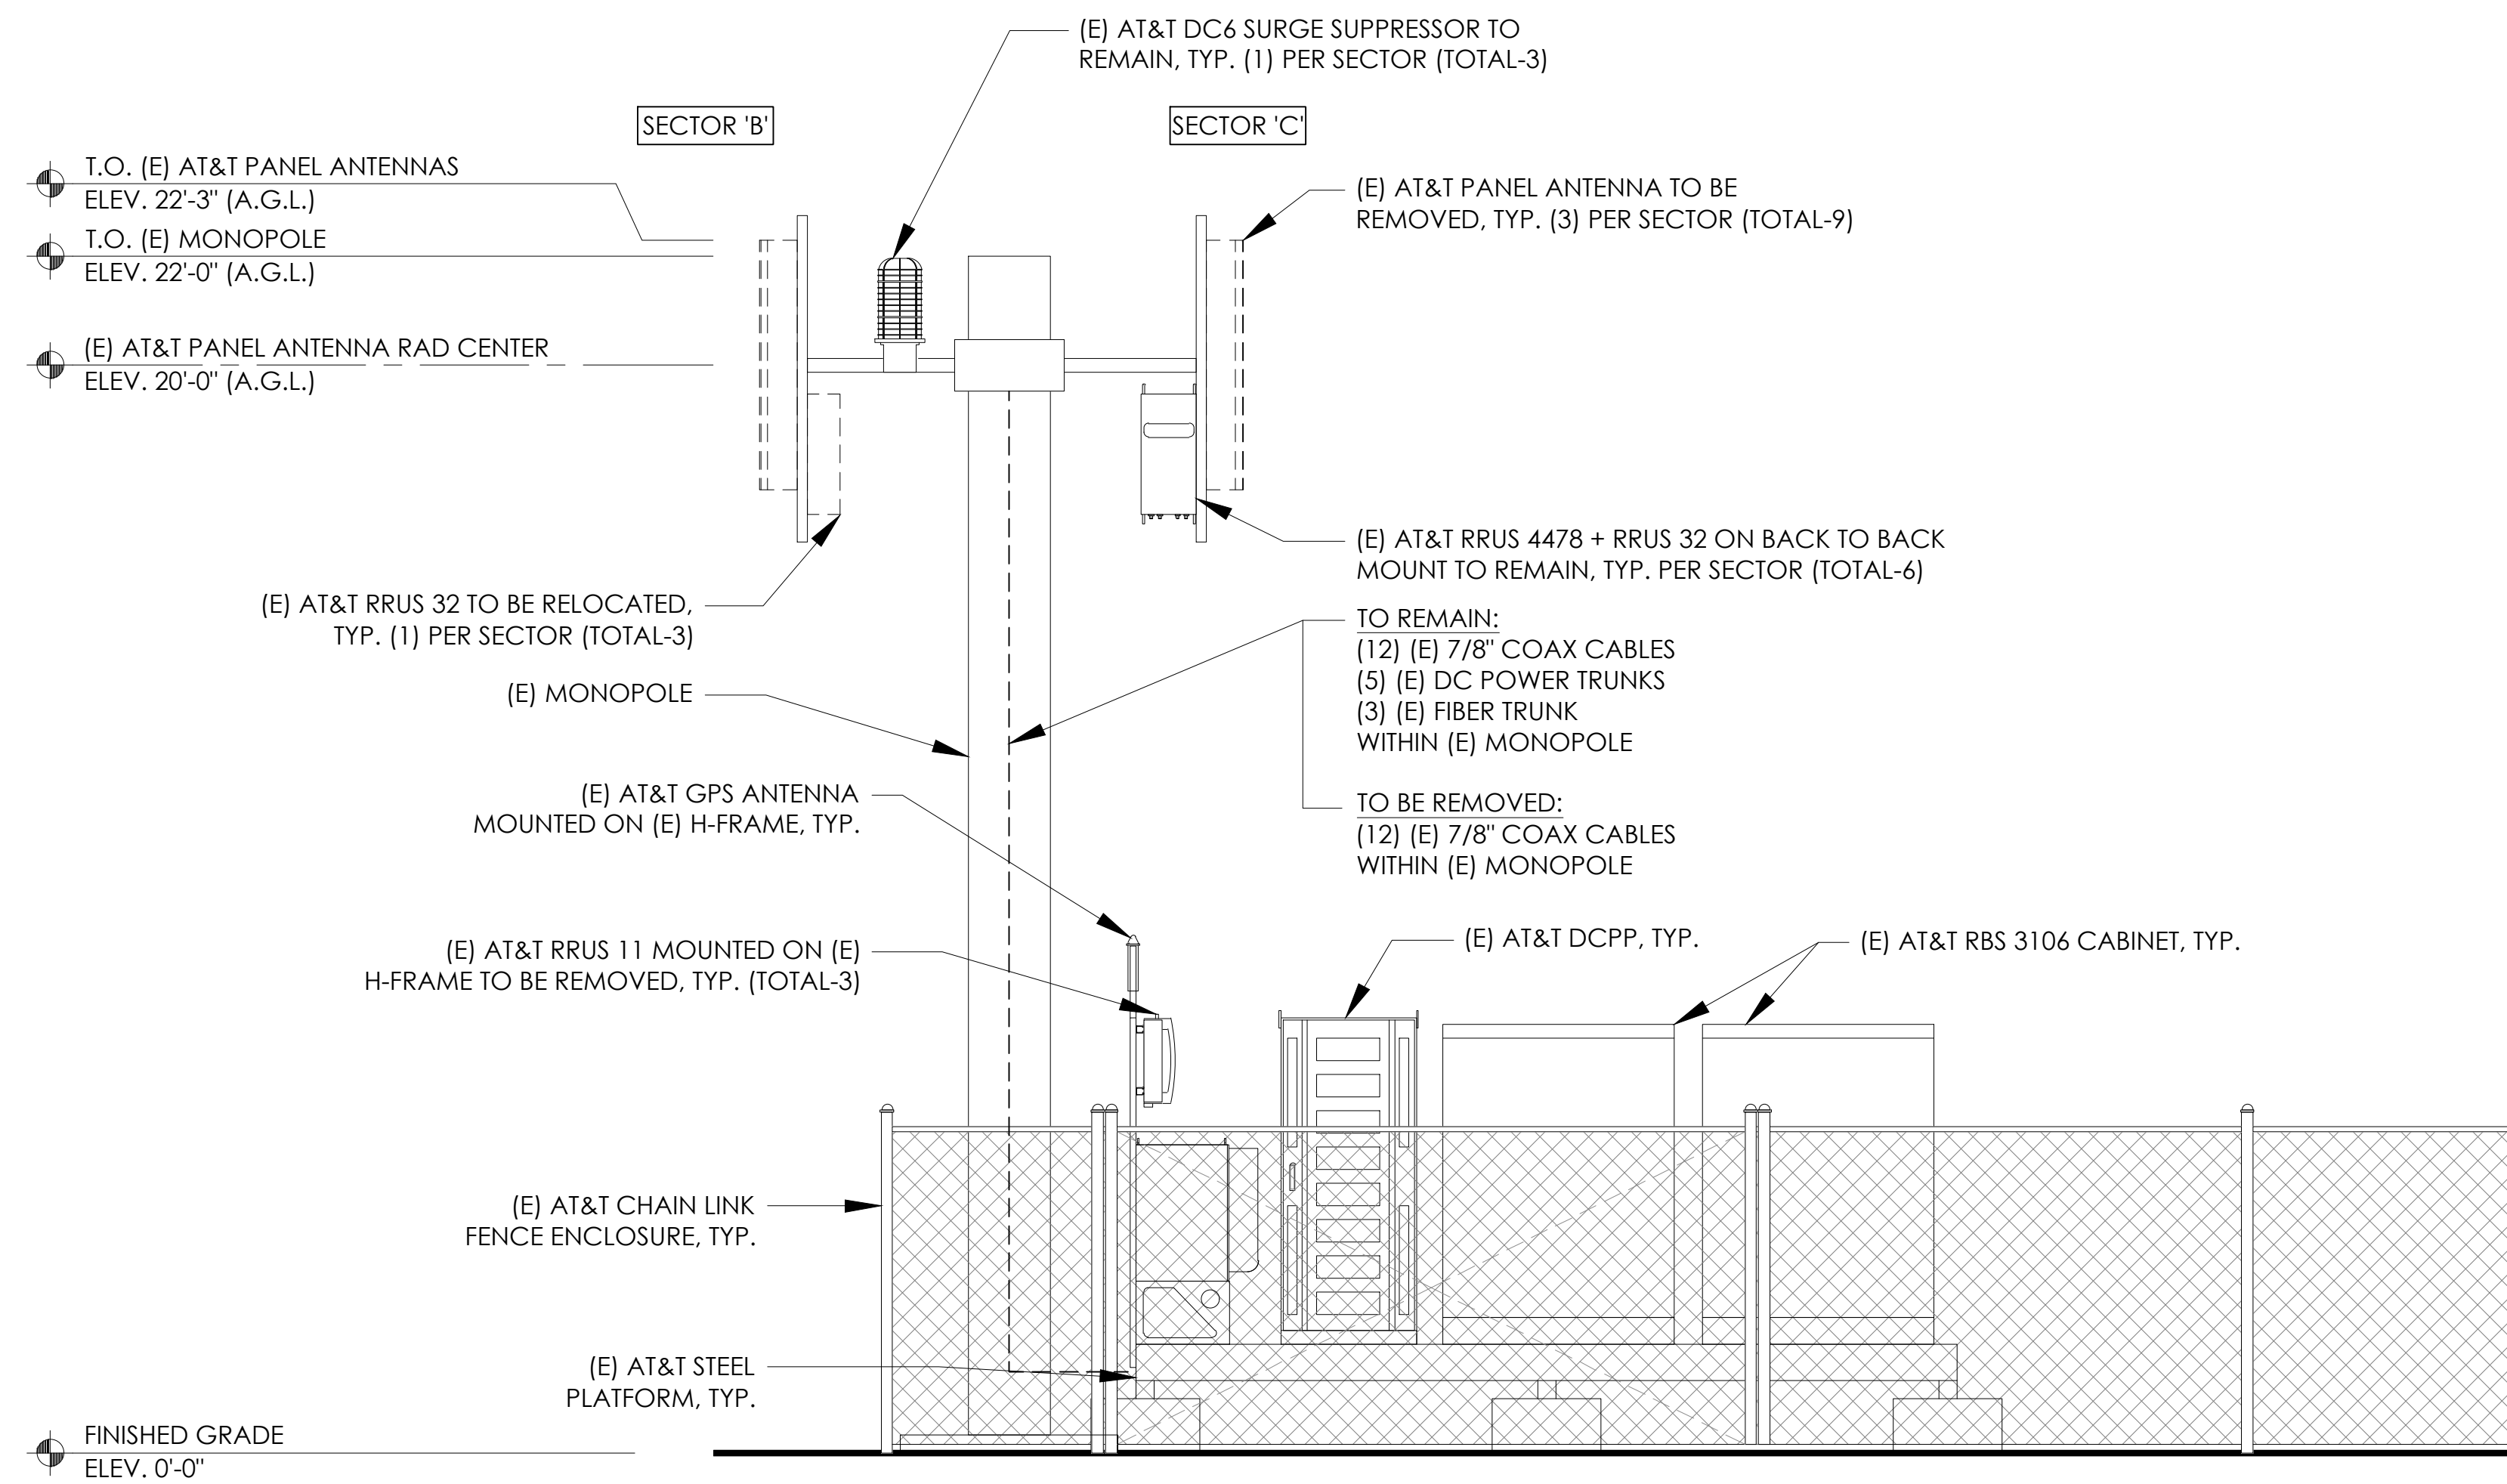 (E) AT&T DC6 SURGE SUPPRESSOR TO
REMAIN, TYP. (1) PER SECTOR (TOTAL-3)
SECTOR 'B'
SECTOR 'C'
T.O. (E) AT&T PANEL ANTENNAS
ELEV. 22'-3" (A.G.L.)
T.O. (E) MONOPOLE
ELEV. 22'-0" (A.G.L.)
(E) AT&T PANEL ANTENNA RAD CENTER
ELEV. 20'-0" (A.G.L.)
(E) AT&T PANEL ANTENNA TO BE
REMOVED, TYP. (3) PER SECTOR (TOTAL-9)
(E) AT&T RRUS 4478 + RRUS 32 ON BACK TO BACK
MOUNT TO REMAIN, TYP. PER SECTOR (TOTAL-6)
(E) AT&T RRUS 32 TO BE RELOCATED,
TYP. (1) PER SECTOR (TOTAL-3)
TO REMAIN:
(12) (E) 7/8" COAX CABLES
(5) (E) DC POWER TRUNKS
(3) (E) FIBER TRUNK
WITHIN (E) MONOPOLE
(E) MONOPOLE
(E) AT&T GPS ANTENNA
MOUNTED ON (E) H-FRAME, TYP.
TO BE REMOVED:
(12) (E) 7/8" COAX CABLES
WITHIN (E) MONOPOLE
(E) AT&T RRUS 11 MOUNTED ON (E)
H-FRAME TO BE REMOVED, TYP. (TOTAL-3)
(E) AT&T DCPP, TYP.
(E) AT&T RBS 3106 CABINET, TYP.
(E) AT&T CHAIN LINK
FENCE ENCLOSURE, TYP.
(E) AT&T STEEL
PLATFORM, TYP.
FINISHED GRADE
ELEV. 0'-0"